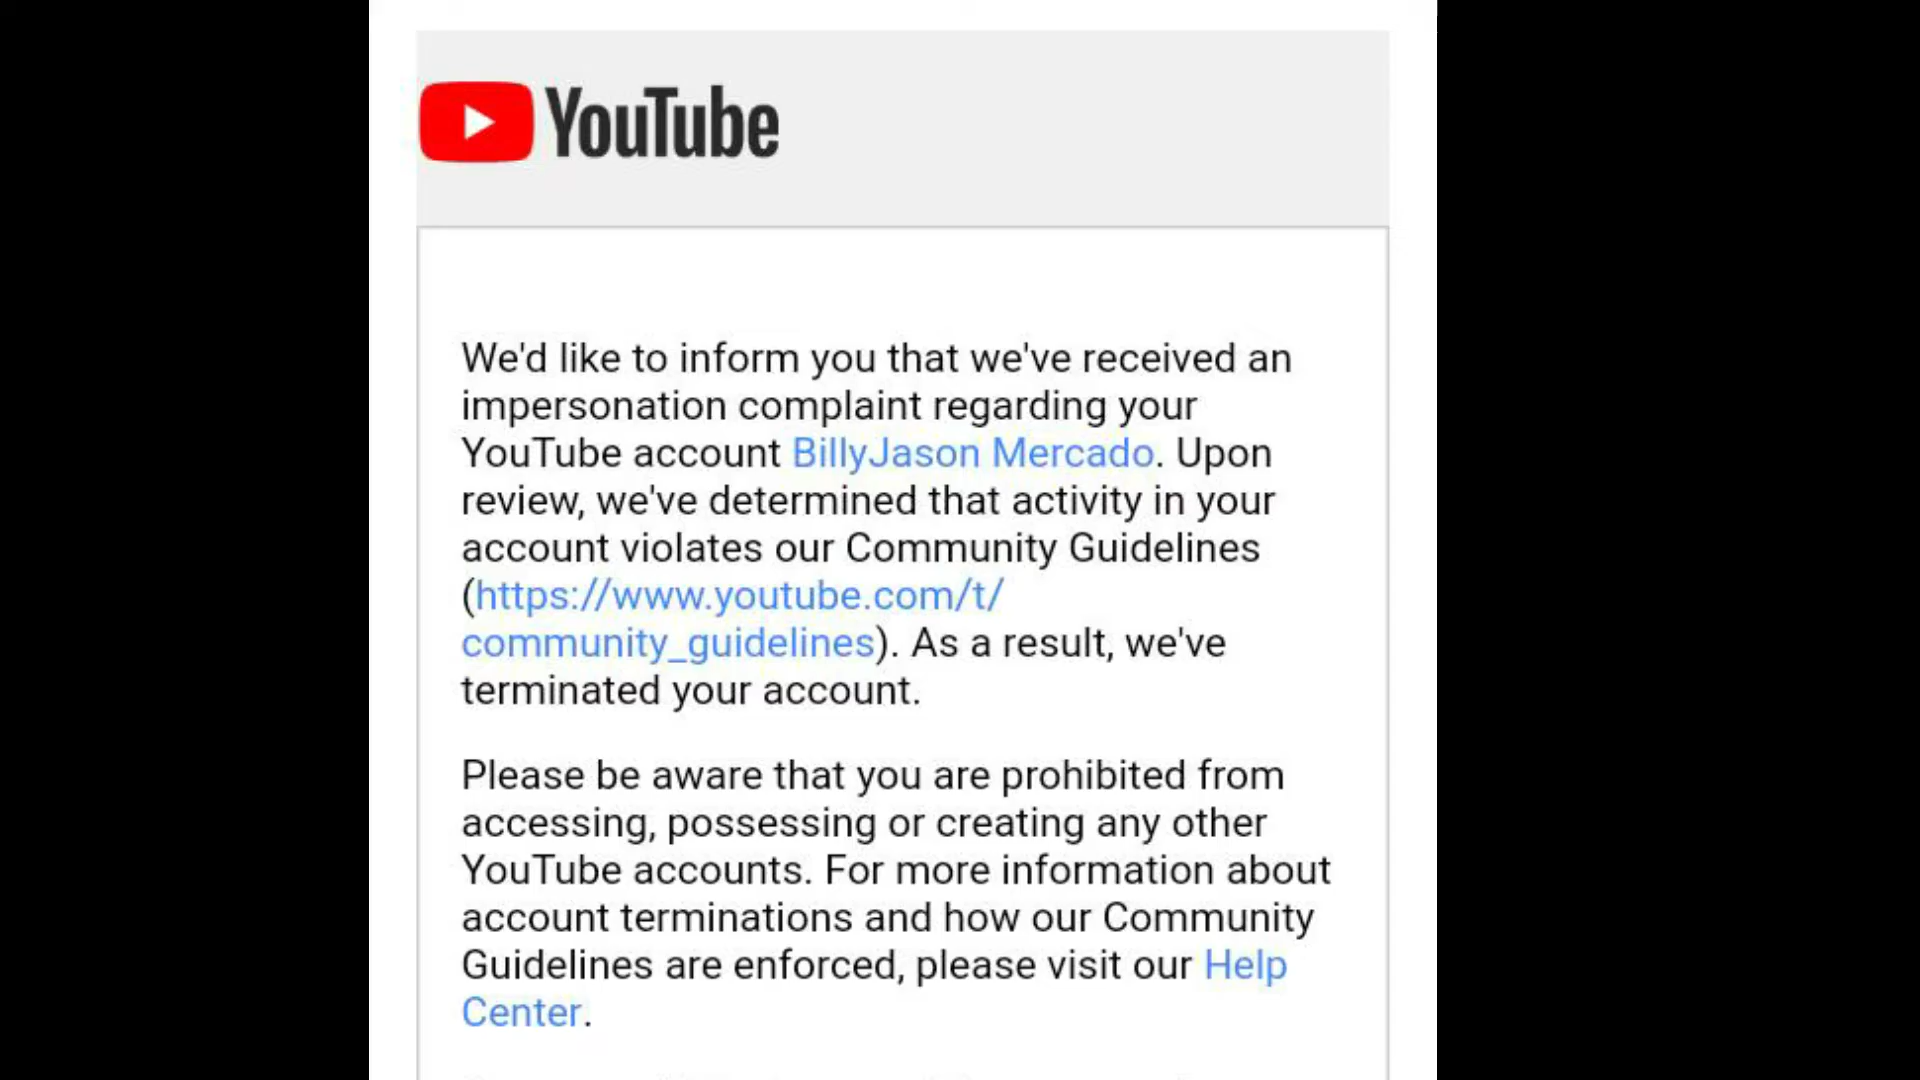 YouTube
We'd like to inform you that we've received an
impersonation complaint regarding your
YouTube account BillyJason Mercado. Upon
review, we've determined that activity in your
account violates our Community Guidelines
(https://www.youtube.com/t/
community_guidelines). As a result, we've
terminated your account.
Please be aware that you are prohibited from
accessing, possessing or creating any other
YouTube accounts. For more information about
account terminations and how our Community
Guidelines are enforced, please visit our Help
Center.